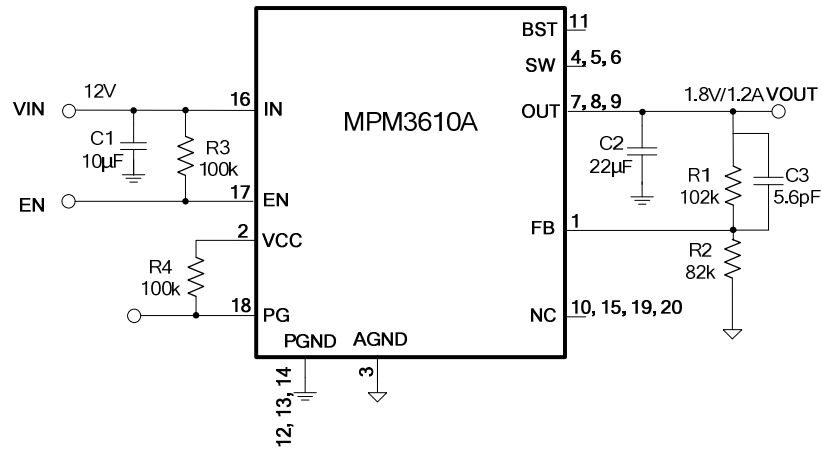 BST
11
SW
4, 5, 6
VIN
12V
16
IN
MPM3610A
OUT
7, 8, 9
1.8V/1.2A
VOUT
C1
10µF
R3
100k
C2
22µF
R1
102k
C3
5.6pF
EN
17
EN
2
VCC
FB
1
R4
100k
R2
82k
18
PG
NC
10, 15, 19, 20
PGND
AGND
12, 13, 14
3